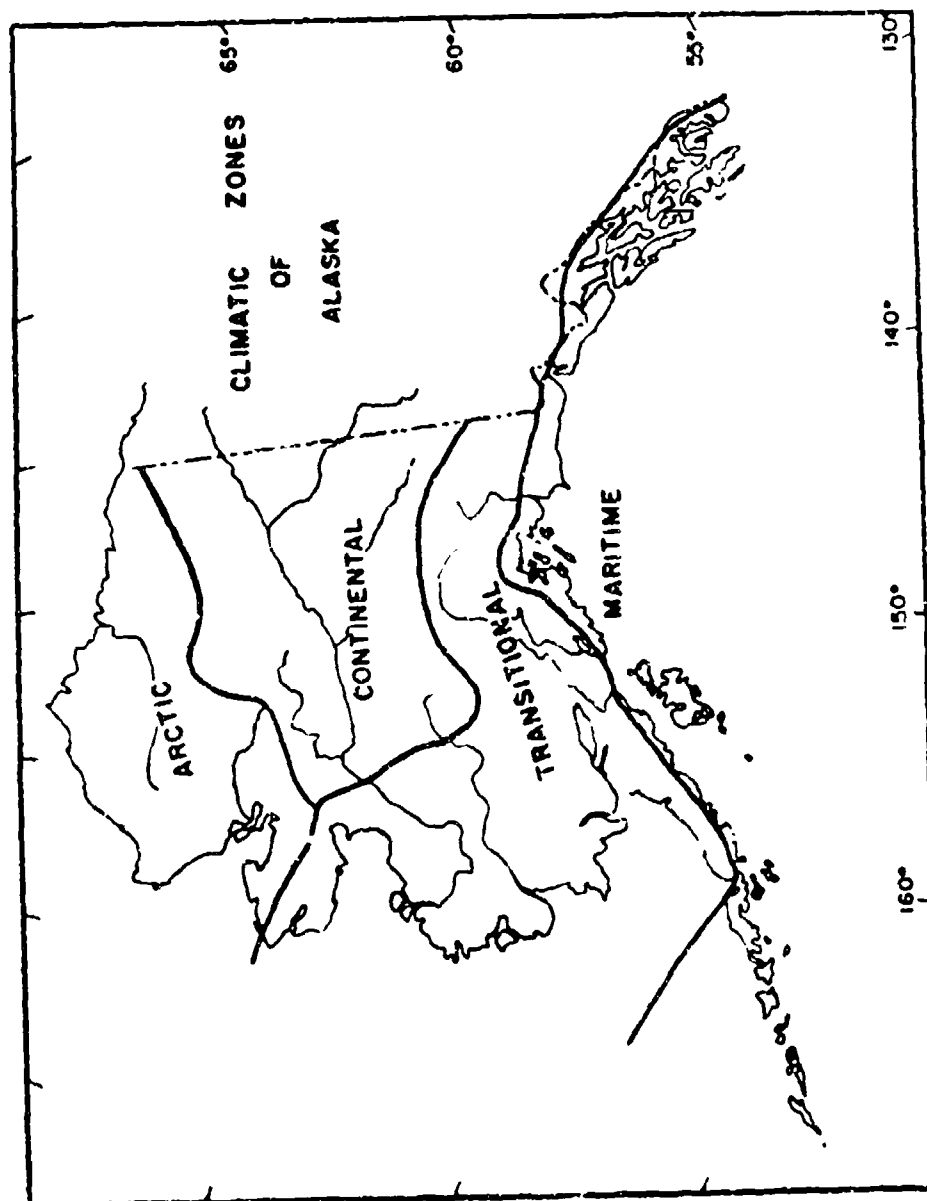 CLIMATIC ZONES
OF
ALASKA
65°
60°
55°
130°
140°
150°
160°
ARCTIC
CONTINENTAL
TRANSITIONAL
MARITIME